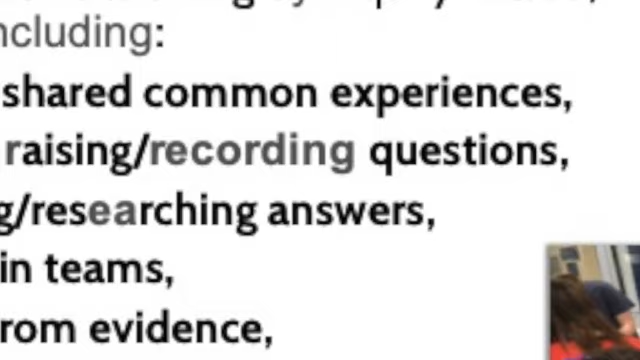 ncluding:
shared common experiences,
raising/recording questions,
g/researching answers,
in teams,
rom evidence,